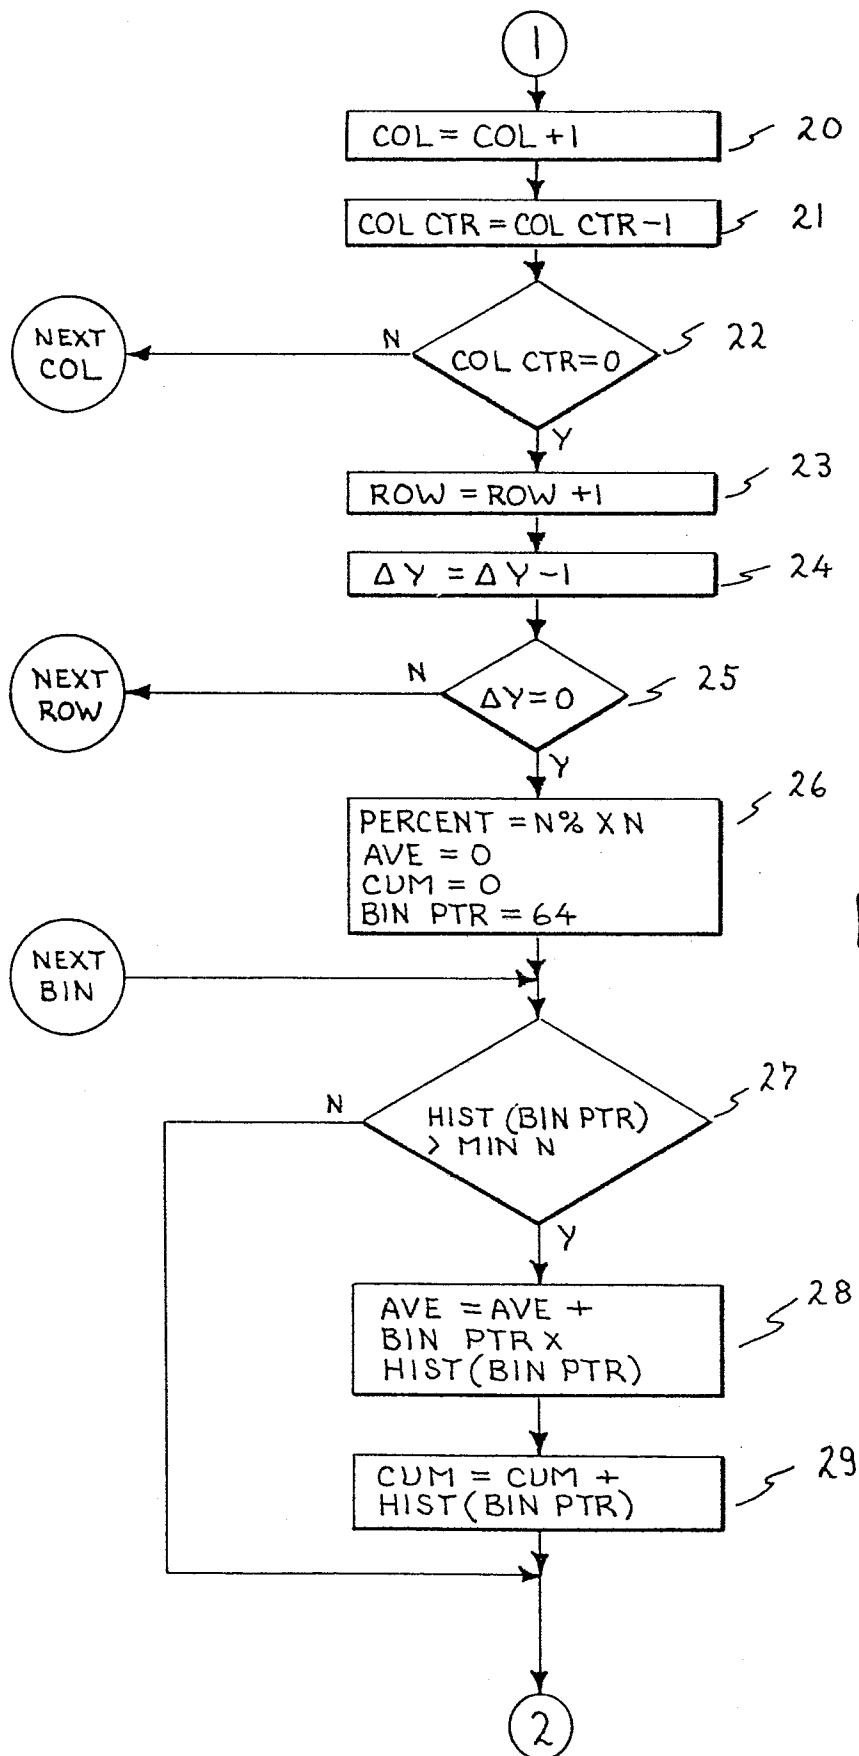 1
COL = COL +1
20
COL CTR = COL CTR -1
21
NEXT
COL
N
COL CTR=0
22
Y
ROW = ROW +1
23
Δ Y = Δ Y -1
24
NEXT
ROW
N
ΔY=0
25
Y
PERCENT = N% X N
AVE = 0
CUM = 0
BIN PTR = 64
26
NEXT
BIN
N
HIST (BIN PTR)
> MIN N
27
Y
AVE = AVE +
BIN PTR X
HIST (BIN PTR)
28
CUM = CUM +
HIST (BIN PTR)
29
2